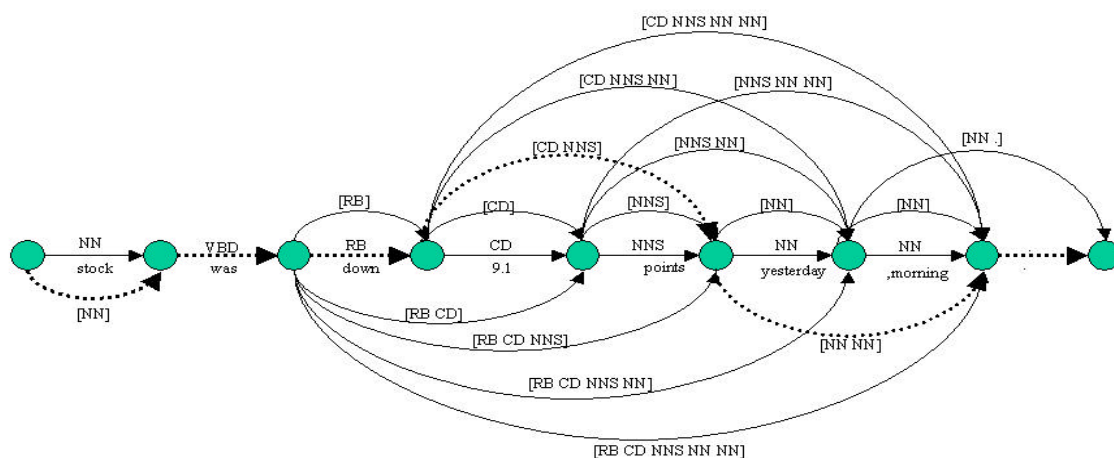 [CD NNS NN NN]
[CD NNS NN]
[NNS NN NN]
[CD NNS]
[NNS NN]
[NN .]
[RB]
[CD]
[NNS]
[NN]
[NN]
NN
VBD
RB
CD
NNS
NN
NN
.
stock
was
down
9.1
points
yesterday
,morning
.
[NN]
[RB CD]
[RB CD NNS]
[NN NN]
[RB CD NNS NN]
[RB CD NNS NN NN]